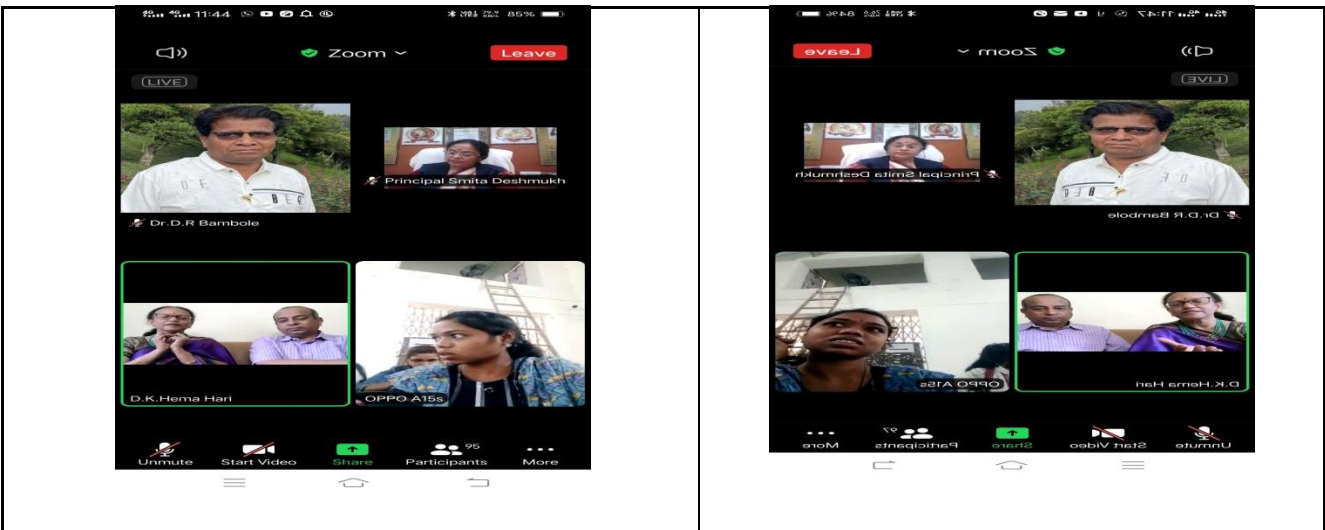 11:44 85%
Zoom Leave
LIVE
Principal Smita Deshmukh
Dr.D.R Bambole
D.K.Hema Hari
OPPO A15s
95
Unmute Start Video Share Participants More
84% 11:47
Leave Zoom
LIVE
Principal Smita Deshmukh
Dr.D.R Bambole
OPPO A15s
D.K.Hema Hari
97
More Participants Share Start Video Unmute